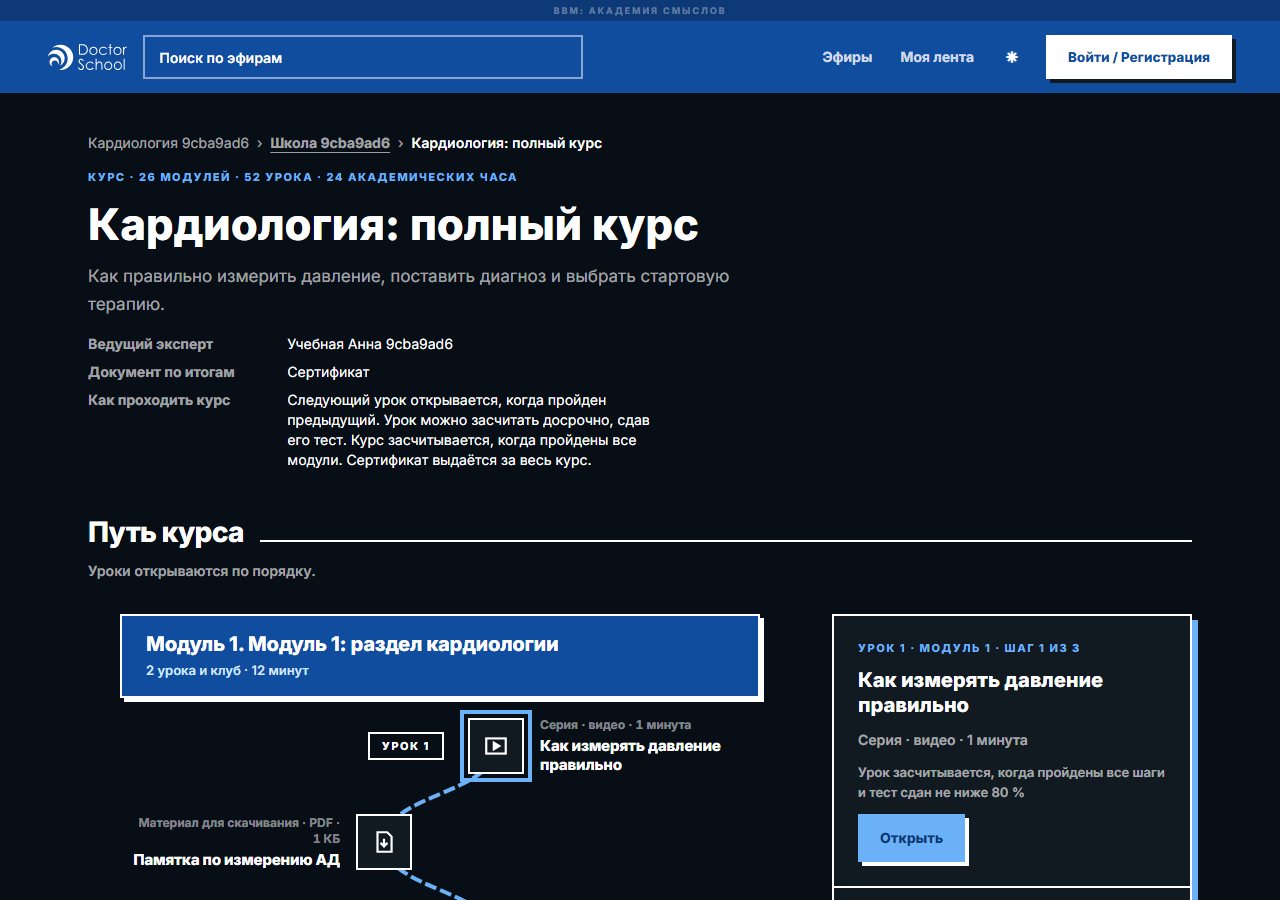 ВВМ: АКАДЕМИЯ СМЫСЛОВ
Doctor School
Поиск по эфирам
Эфиры
Моя лента
Войти / Регистрация
Кардиология 9cba9ad6 › Школа 9cba9ad6 › Кардиология: полный курс
КУРС · 26 МОДУЛЕЙ · 52 УРОКА · 24 АКАДЕМИЧЕСКИХ ЧАСА
Кардиология: полный курс
Как правильно измерить давление, поставить диагноз и выбрать стартовую
терапию.
Ведущий эксперт
Учебная Анна 9cba9ad6
Документ по итогам
Сертификат
Как проходить курс
Следующий урок открывается, когда пройден
предыдущий. Урок можно засчитать досрочно, сдав
его тест. Курс засчитывается, когда пройдены все
модули. Сертификат выдаётся за весь курс.
Путь курса
Уроки открываются по порядку.
Модуль 1. Модуль 1: раздел кардиологии
2 урока и клуб · 12 минут
УРОК 1
Серия · видео · 1 минута
Как измерять давление
правильно
Материал для скачивания · PDF ·
1 КБ
Памятка по измерению АД
УРОК 1 · МОДУЛЬ 1 · ШАГ 1 ИЗ 3
Как измерять давление
правильно
Серия · видео · 1 минута
Урок засчитывается, когда пройдены все шаги
и тест сдан не ниже 80 %
Открыть